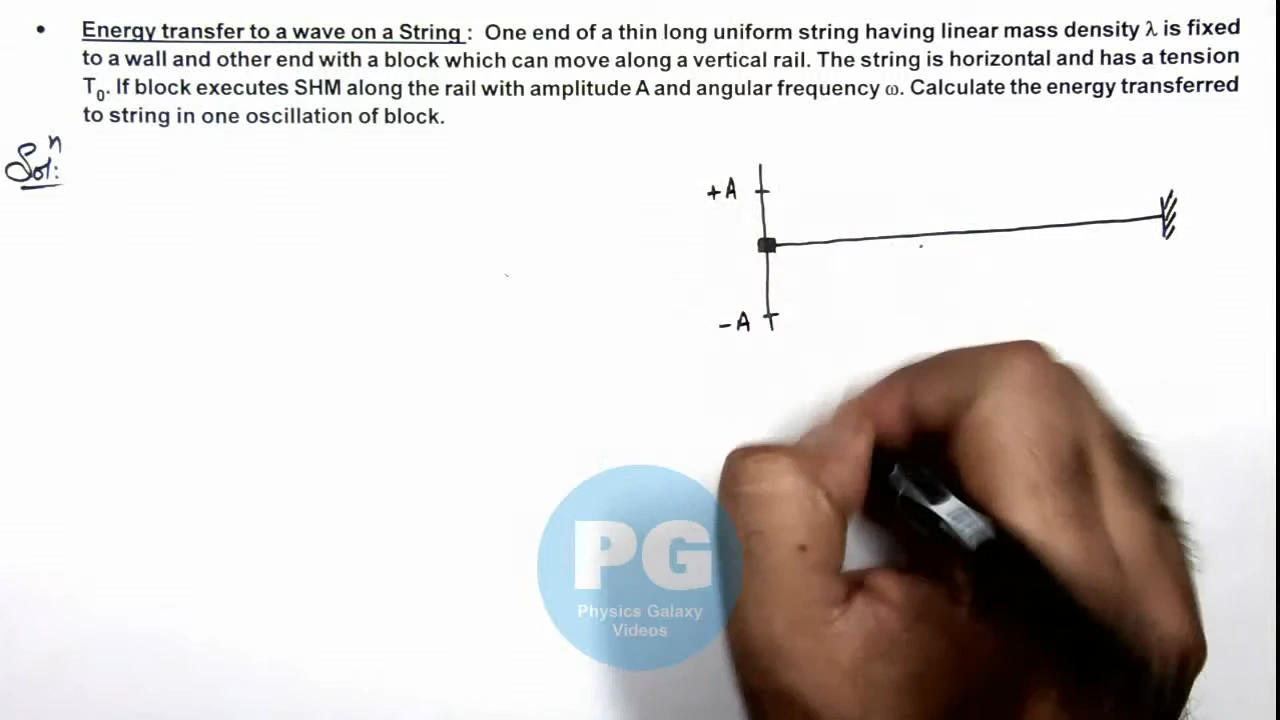 • Energy transfer to a wave on a String : One end of a thin long uniform string having linear mass density λ is fixed
to a wall and other end with a block which can move along a vertical rail. The string is horizontal and has a tension
T₀. If block executes SHM along the rail with amplitude A and angular frequency ω. Calculate the energy transferred
to string in one oscillation of block.
Solⁿ:
+A
-A
PG
Physics Galaxy
Videos